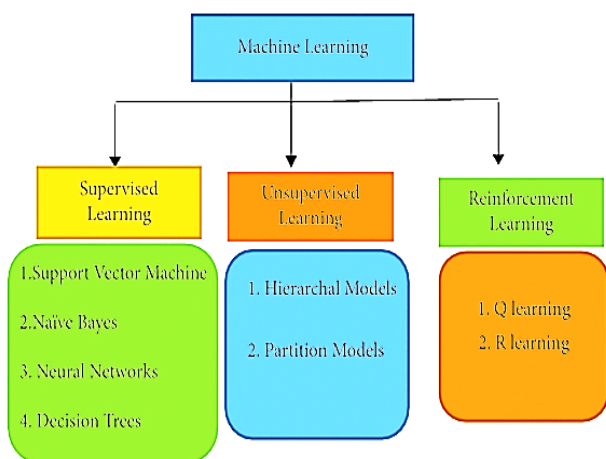 Machine Learning
Supervised
Learning
Unsupervised
Learning
Reinforcement
Learning
1.Support Vector Machine
2.Naïve Bayes
3. Neural Networks
4. Decision Trees
1. Hierarchal Models
2. Partition Models
1. Q learning
2. R learning